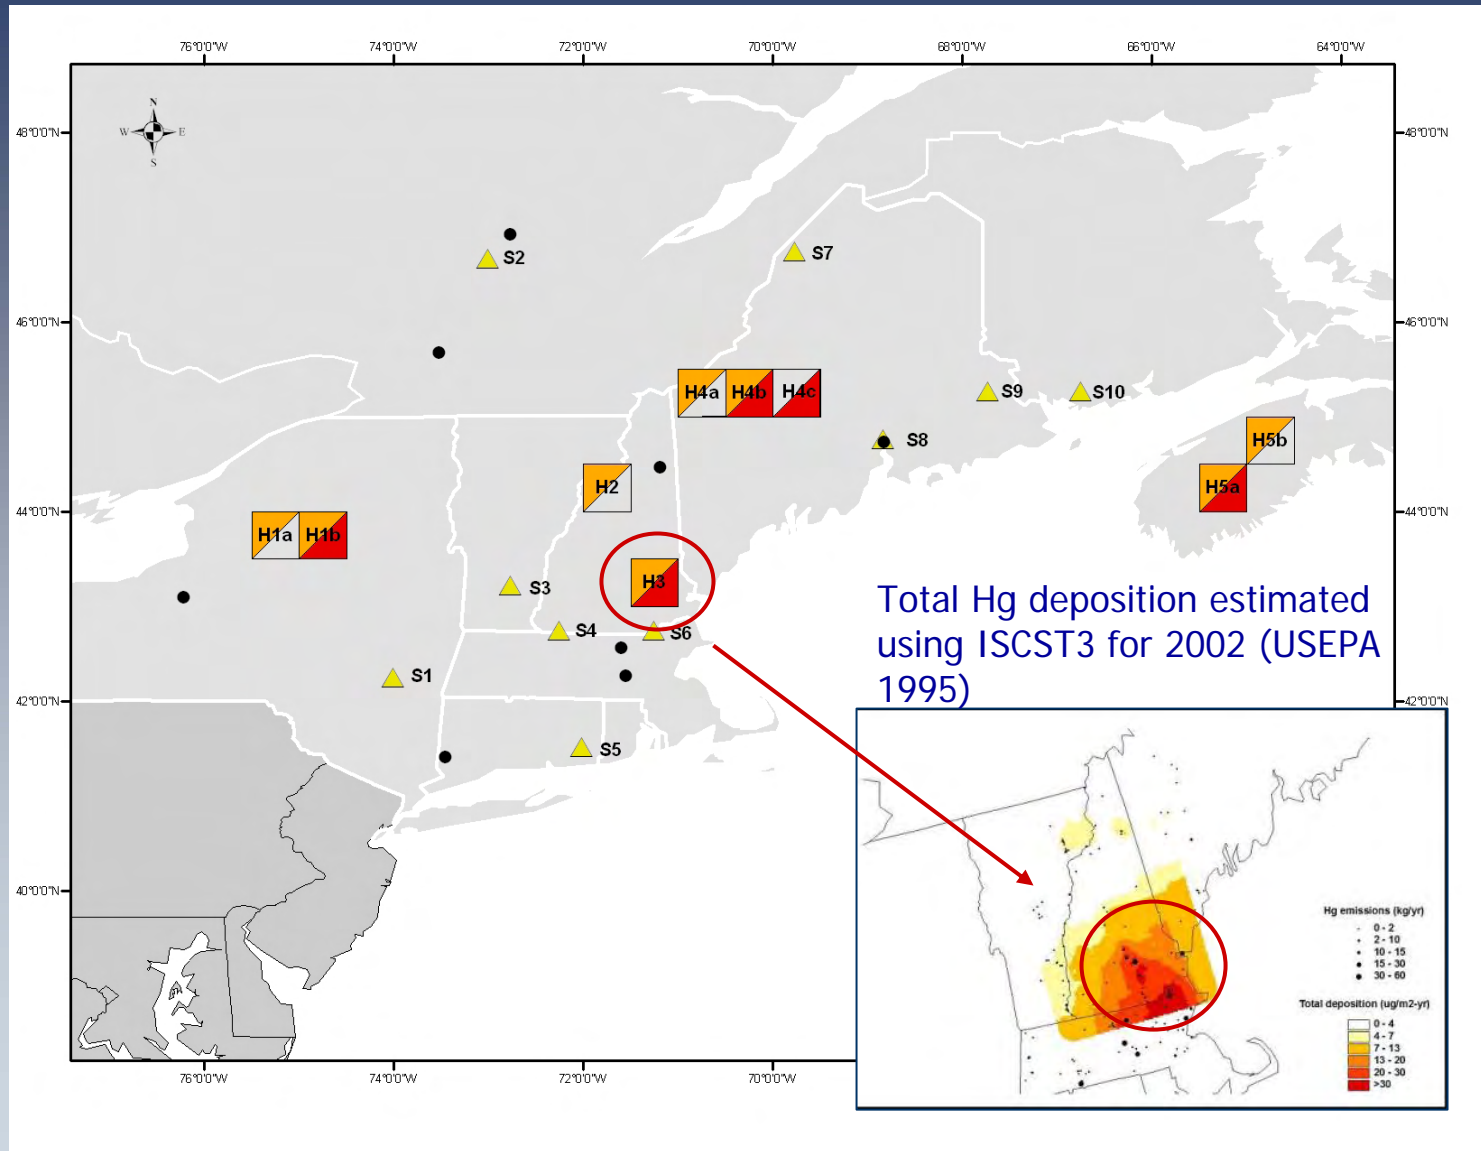 76°0'0"W 74°0'0"W 72°0'0"W 70°0'0"W 68°0'0"W 66°0'0"W 64°0'0"W
N
W E
S
48°0'0"N 48°0'0"N
S2
S7
46°0'0"N 46°0'0"N
H4a H4b H4c
S9 S10
S8
H5b
H2
H5a
44°0'0"N 44°0'0"N
H1a H1b
H3
S3
S4 S6
Total Hg deposition estimated
using ISCST3 for 2002 (USEPA
1995)
S1
42°0'0"N 42°0'0"N
S5
40°0'0"N
Hg emissions (kg/yr)
0 - 2
2 - 10
10 - 15
15 - 30
30 - 60
Total deposition (ug/m2-yr)
0 - 4
4 - 7
7 - 13
13 - 20
20 - 30
>30
76°0'0"W 74°0'0"W 72°0'0"W 70°0'0"W